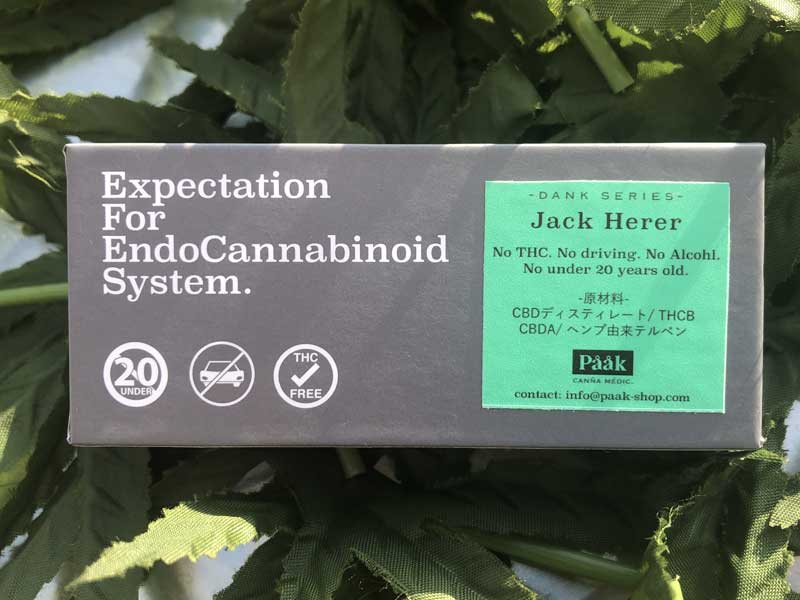 Expectation
For
EndoCannabinoid
System.
20
UNDER
THC
FREE
-DANK SERIES-
Jack Herer
No THC. No driving. No Alcohl.
No under 20 years old.
-原材料-
CBDディスティレート/ THCB
CBDA/ ヘンプ由来テルペン
Pååk
CANÑA MÉDIC.
contact: info@paak-shop.com